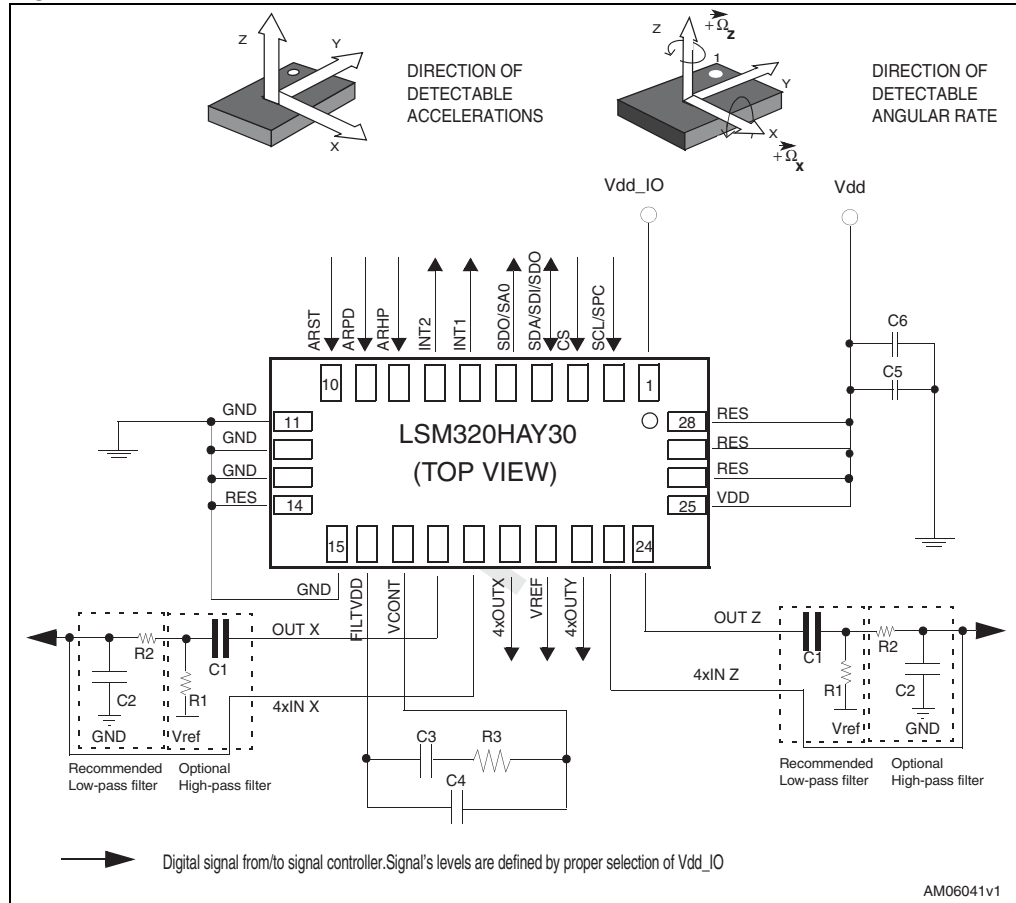 Z
Y
X
DIRECTION OF
DETECTABLE
ACCELERATIONS
Z
+Ω
Z
1
Y
X
+Ω
X
DIRECTION OF
DETECTABLE
ANGULAR RATE
Vdd_IO
Vdd
ARST
ARPD
ARHP
INT2
INT1
SDO/SA0
SDA/SDI/SDO
CS
SCL/SPC
C6
C5
10
1
GND
11
GND
GND
RES
14
LSM320HAY30
(TOP VIEW)
28
RES
RES
RES
25
VDD
15
24
GND
FILTVDD
VCONT
4xOUTX
VREF
4xOUTY
OUT X
OUT Z
R2
C1
C2
R1
GND
Vref
4xIN X
4xIN Z
C1
R2
R1
C2
Vref
GND
Recommended
Low-pass filter
Optional
High-pass filter
C3
R3
C4
Recommended
Low-pass filter
Optional
High-pass filter
Digital signal from/to signal controller.Signal's levels are defined by proper selection of Vdd_IO
AM06041v1